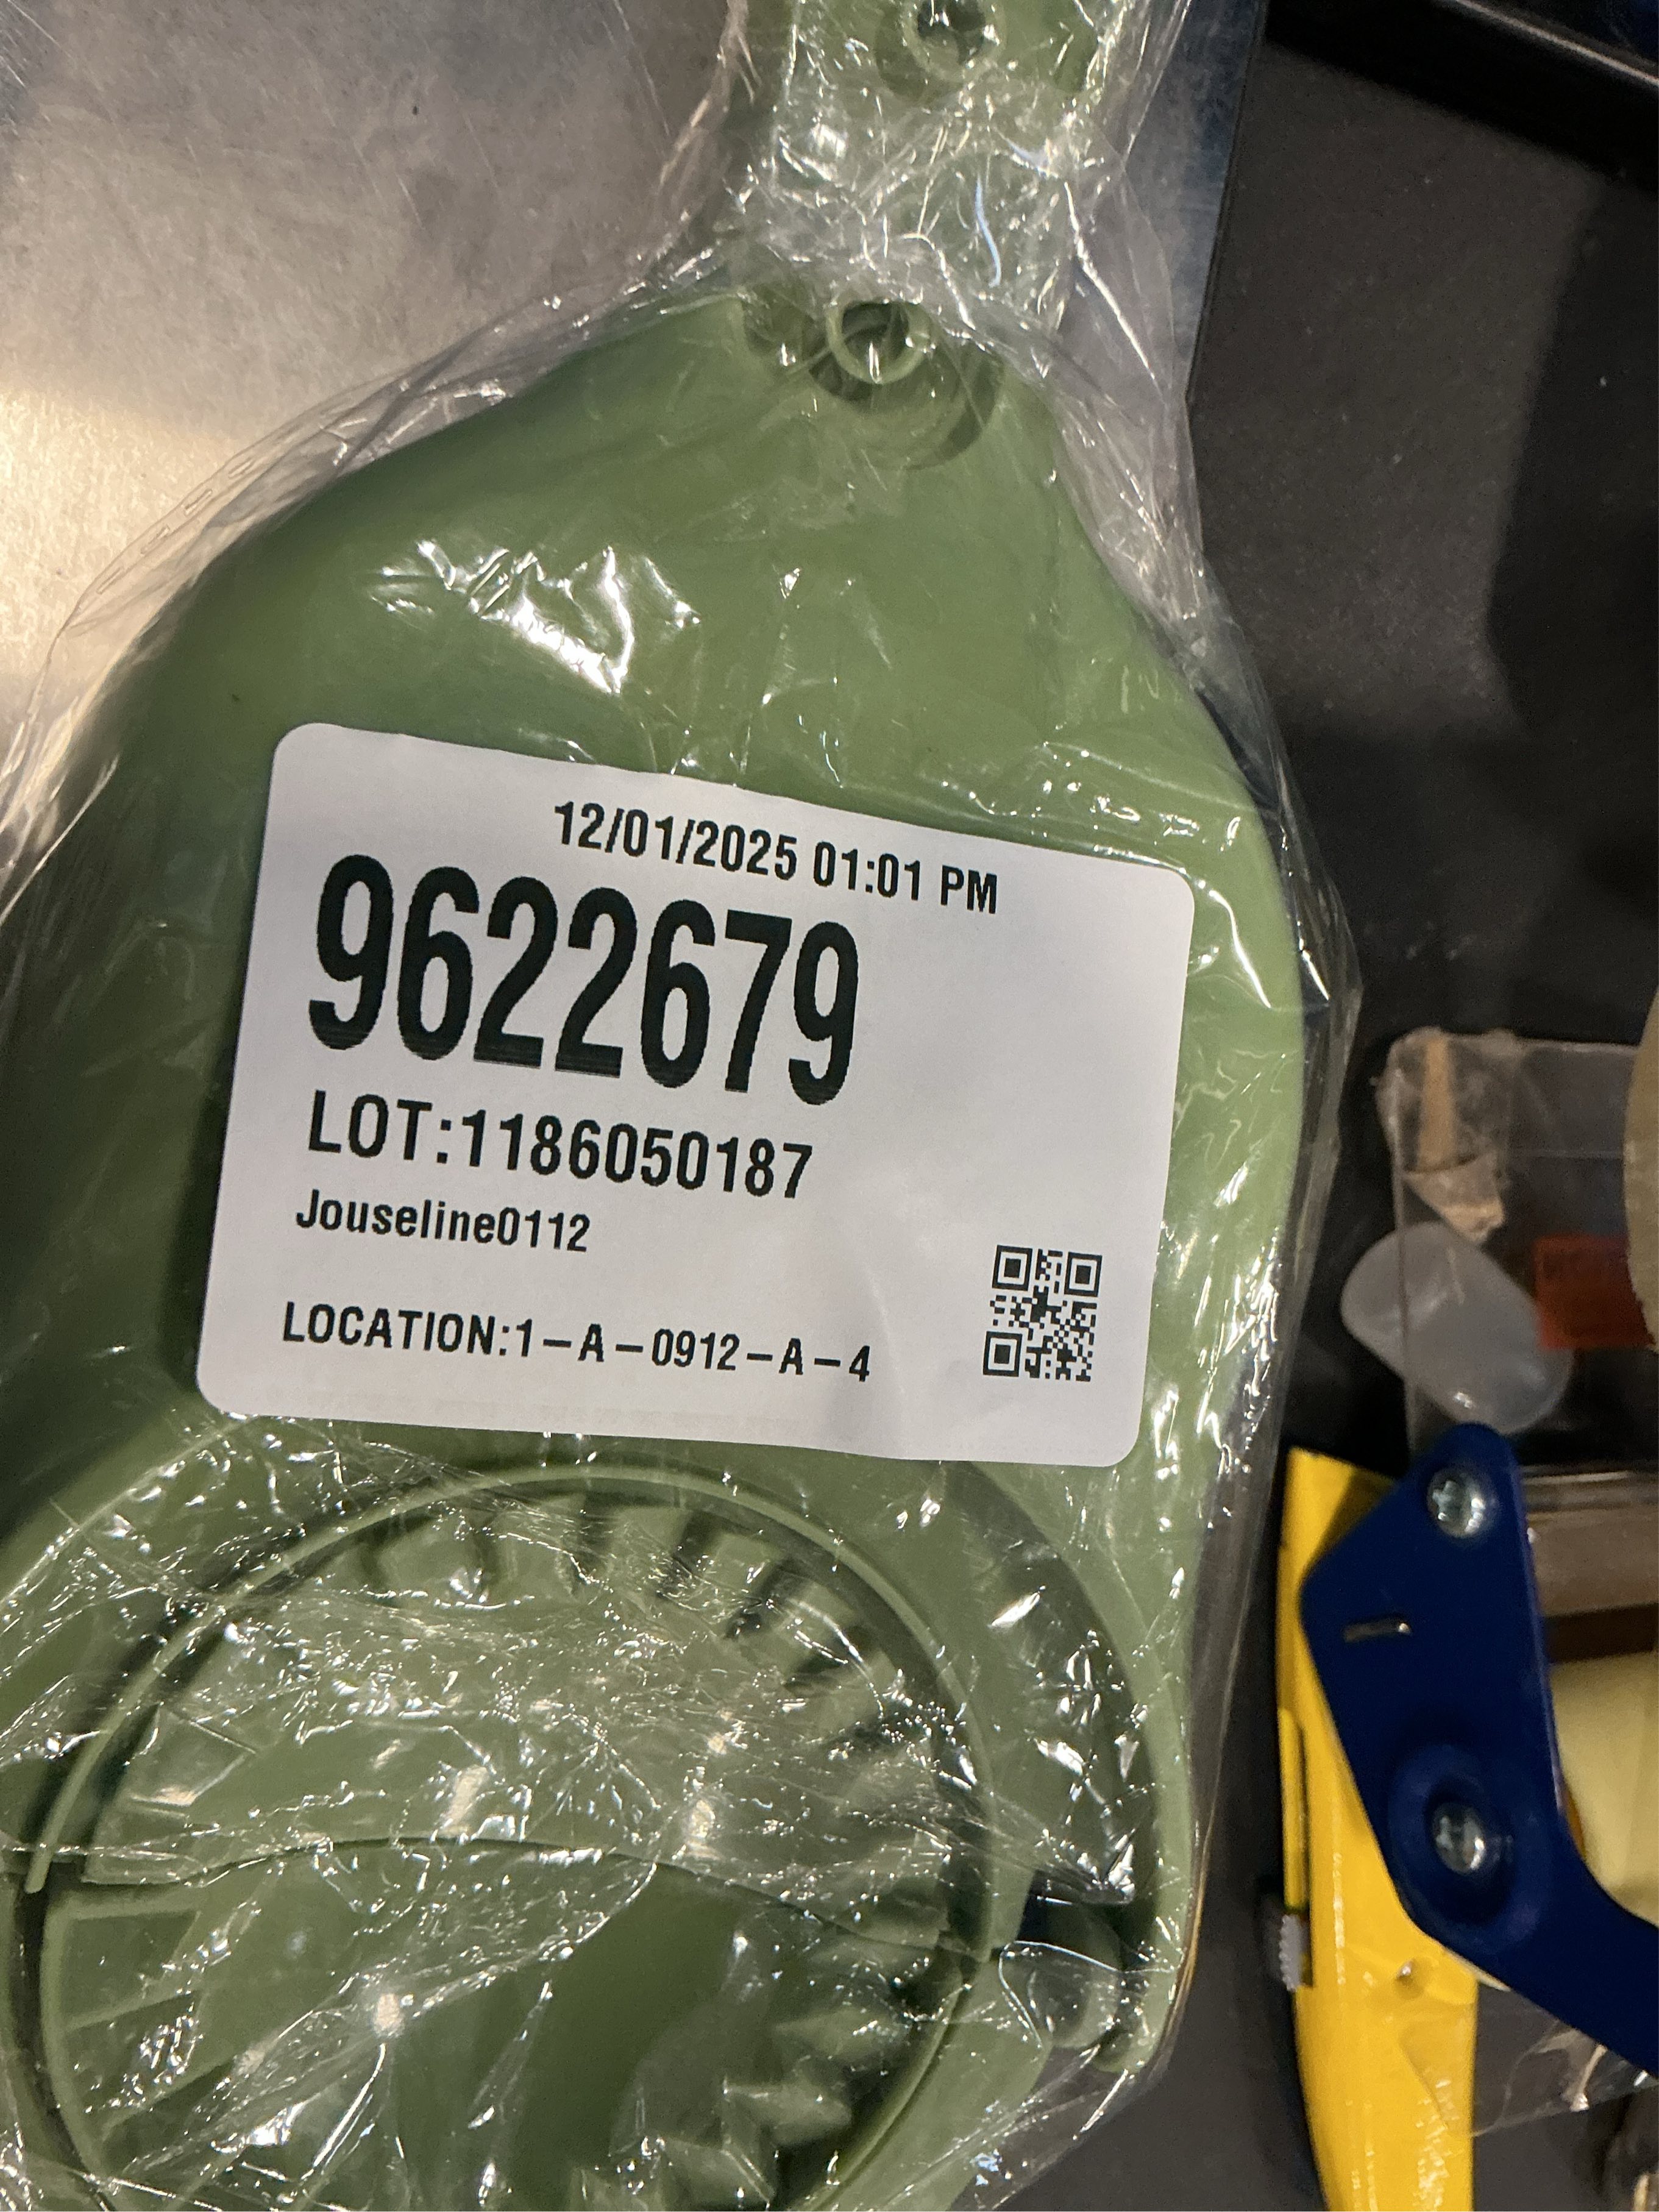 12/01/2025 01:01 PM
9622679
LOT:1186050187
Jouseline0112
LOCATION:1-A-0912-A-4